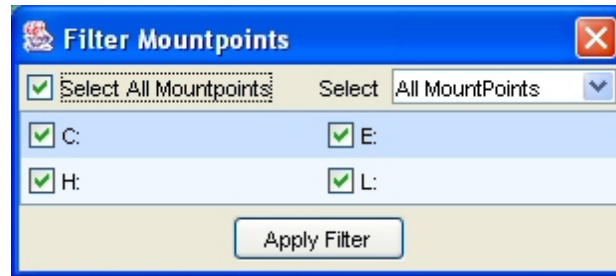 Filter Mountpoints
Select All Mountpoints Select All MountPoints
C: E:
H: L:
Apply Filter